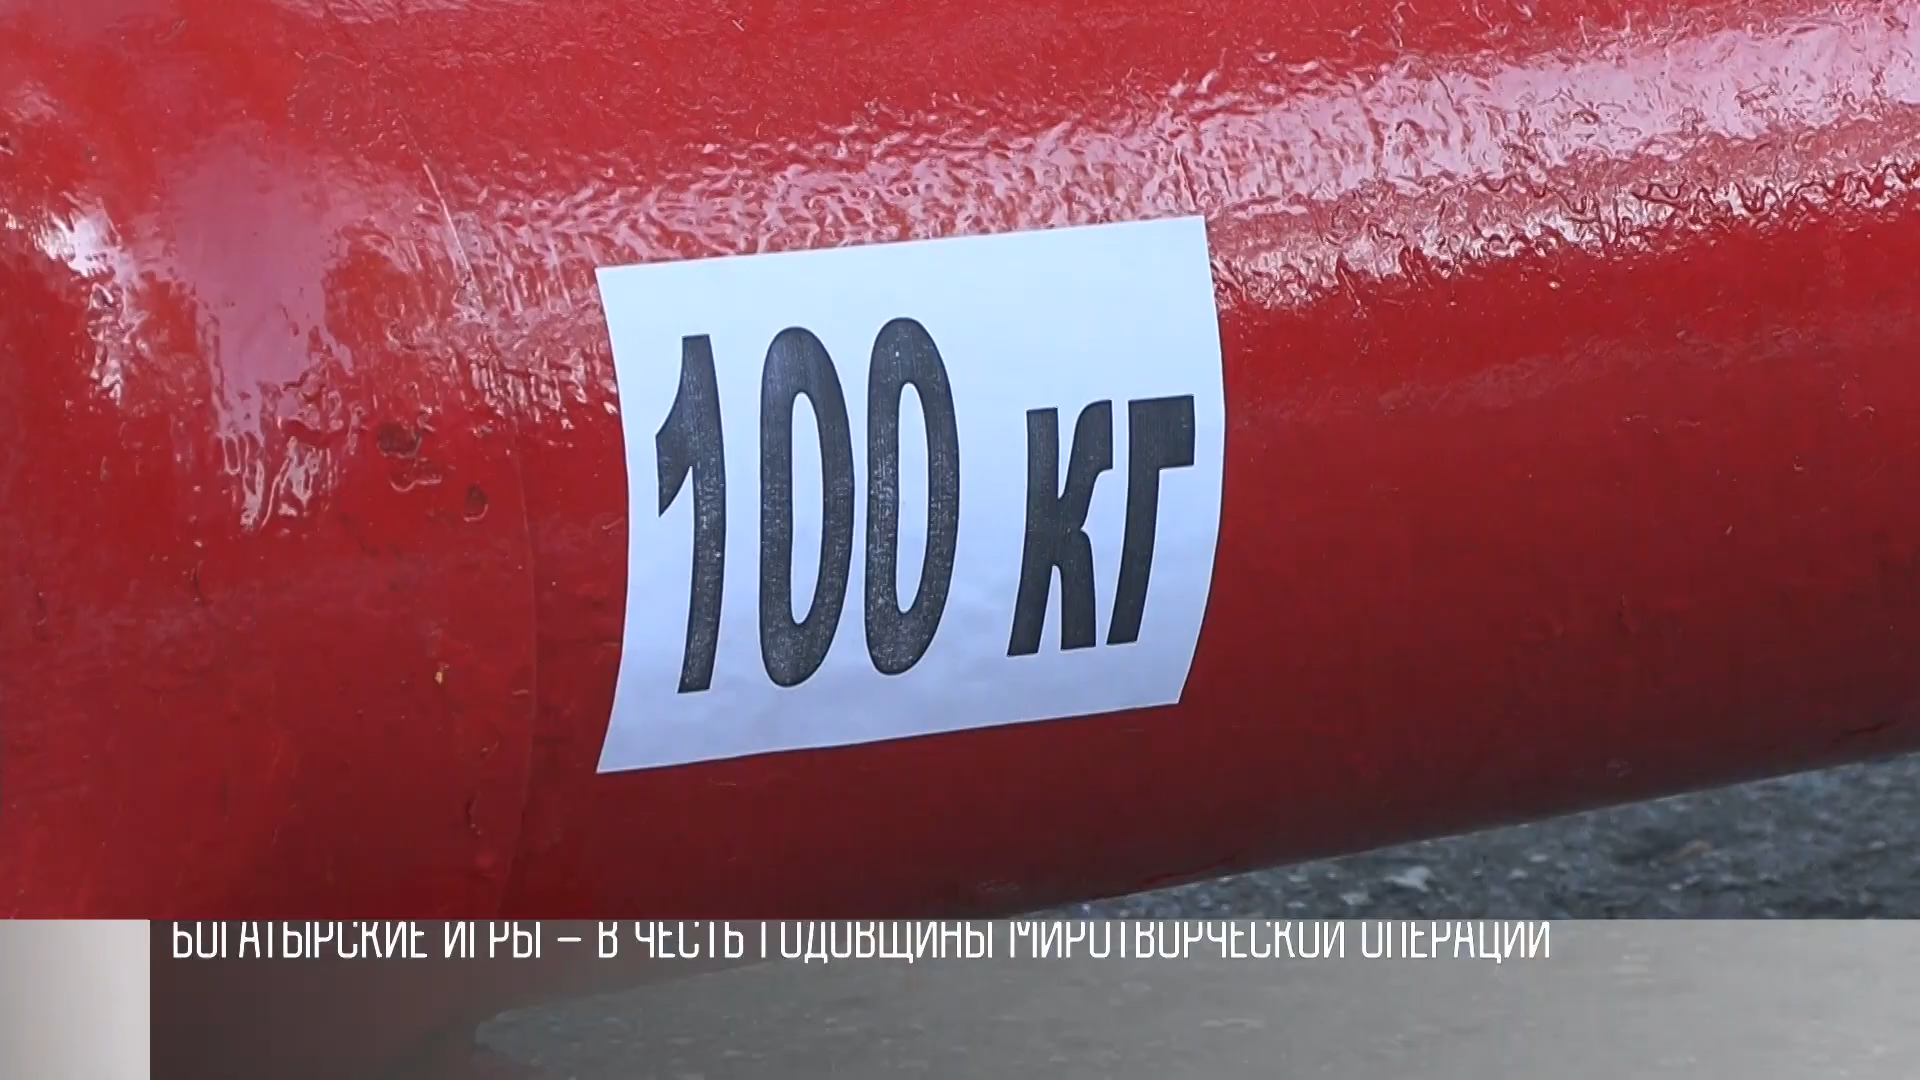 100 кг
БОГАТЫРСКИЕ ИГРЫ – В ЧЕСТЬ ГОДОВЩИНЫ МИРОТВОРЧЕСКОЙ ОПЕРАЦИИ